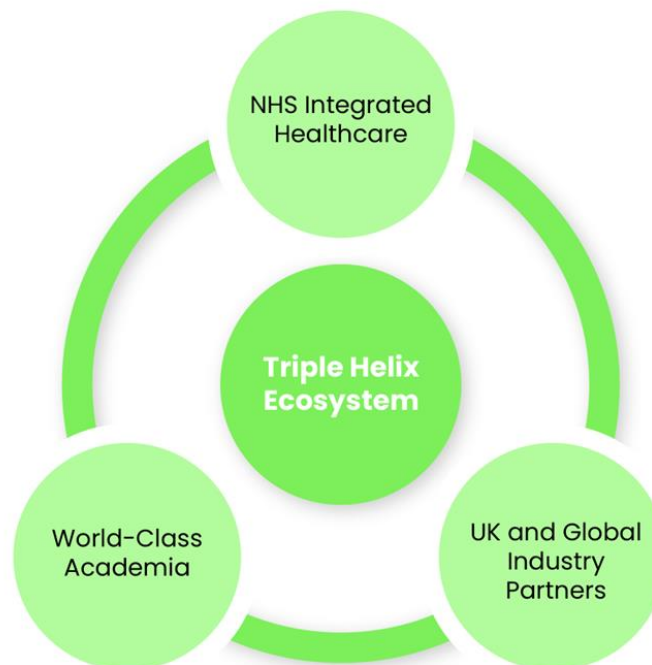 NHS Integrated
Healthcare
Triple Helix
Ecosystem
World-Class
Academia
UK and Global
Industry
Partners